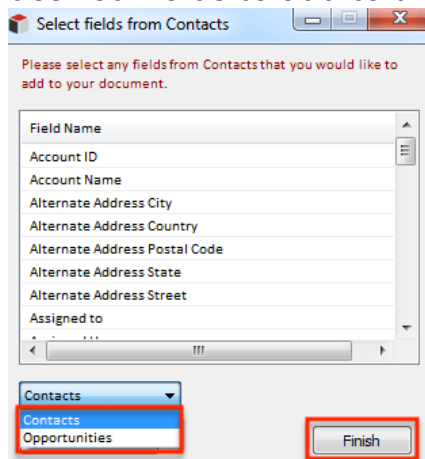 Select fields from Contacts
Please select any fields from Contacts that you would like to
add to your document.
Field Name
Account ID
Account Name
Alternate Address City
Alternate Address Country
Alternate Address Postal Code
Alternate Address State
Alternate Address Street
Assigned to
Contacts
Contacts
Opportunities
Finish